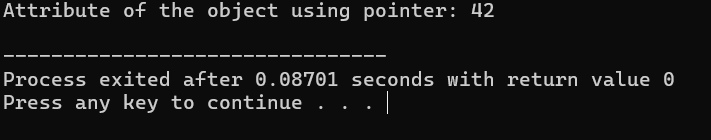 Attribute of the object using pointer: 42
--------------------------------
Process exited after 0.08701 seconds with return value 0
Press any key to continue . . .